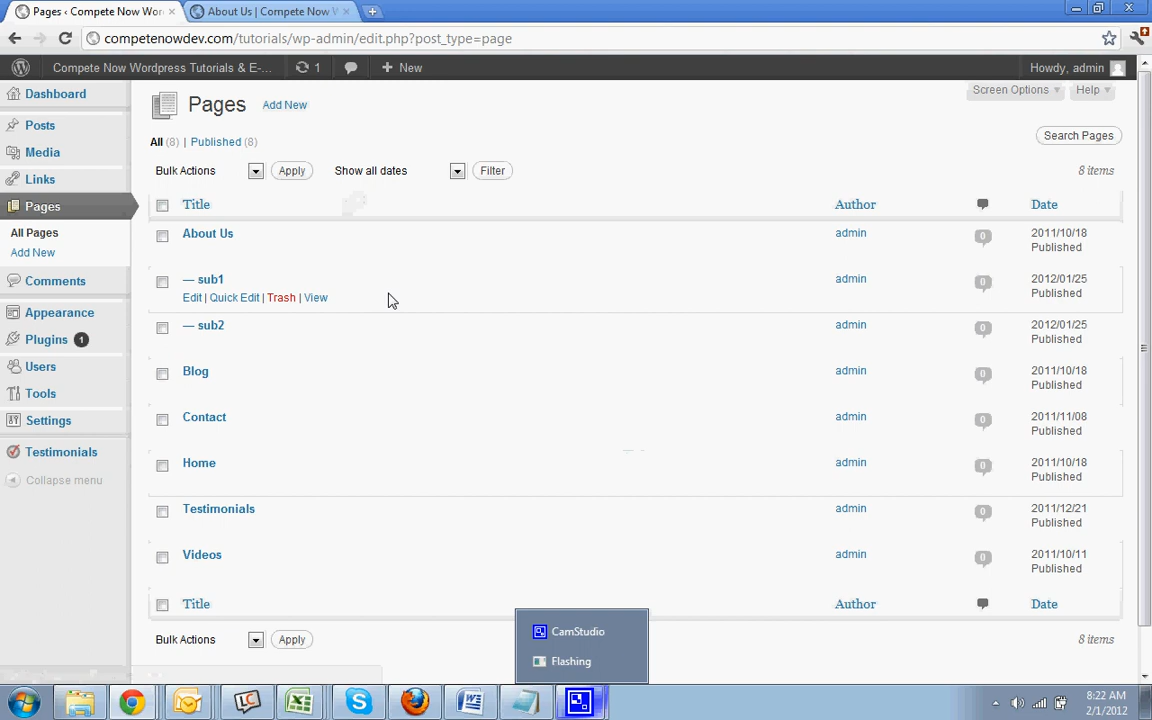 Pages ‹ Compete Now Wor
About Us | Compete Now W
competenowdev.com/tutorials/wp-admin/edit.php?post_type=page
Compete Now Wordpress Tutorials & E-... 1 New Howdy, admin
Dashboard
Posts
Media
Links
Pages
All Pages
Add New
Comments
Appearance
Plugins 1
Users
Tools
Settings
Testimonials
Collapse menu
Pages Add New
Screen Options Help
All (8) | Published (8)
Search Pages
Bulk Actions Apply Show all dates Filter 8 items
Title Author Date
About Us admin 0 2011/10/18
Published
— sub1 admin 0 2012/01/25
Edit | Quick Edit | Trash | View Published
— sub2 admin 0 2012/01/25
Published
Blog admin 0 2011/10/18
Published
Contact admin 0 2011/11/08
Published
Home admin 0 2011/10/18
Published
Testimonials admin 0 2011/12/21
Published
Videos admin 0 2011/10/11
Published
Title Author Date
Bulk Actions Apply 8 items
CamStudio
Flashing
8:22 AM
2/1/2012